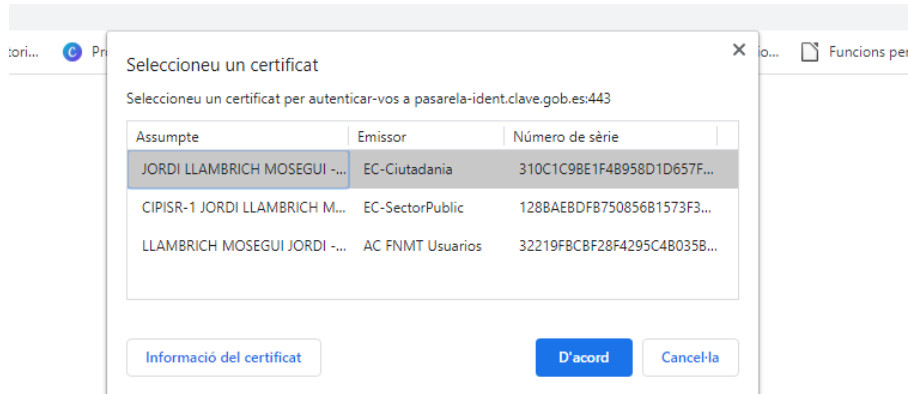 tori...
C
Pr
o...
Funcions per
Seleccioneu un certificat
Seleccioneu un certificat per autenticar-vos a pasarela-ident.clave.gob.es:443
Assumpte Emissor Número de sèrie
JORDI LLAMBRICH MOSEGUI -... EC-Ciutadania 310C1C9BE1F4B958D1D657F...
CIPISR-1 JORDI LLAMBRICH M... EC-SectorPublic 128BAEBDFB750856B1573F3...
LLAMBRICH MOSEGUI JORDI -... AC FNMT Usuarios 32219FBCBF28F4295C4B035B...
Informació del certificat
D'acord
Cancel·la